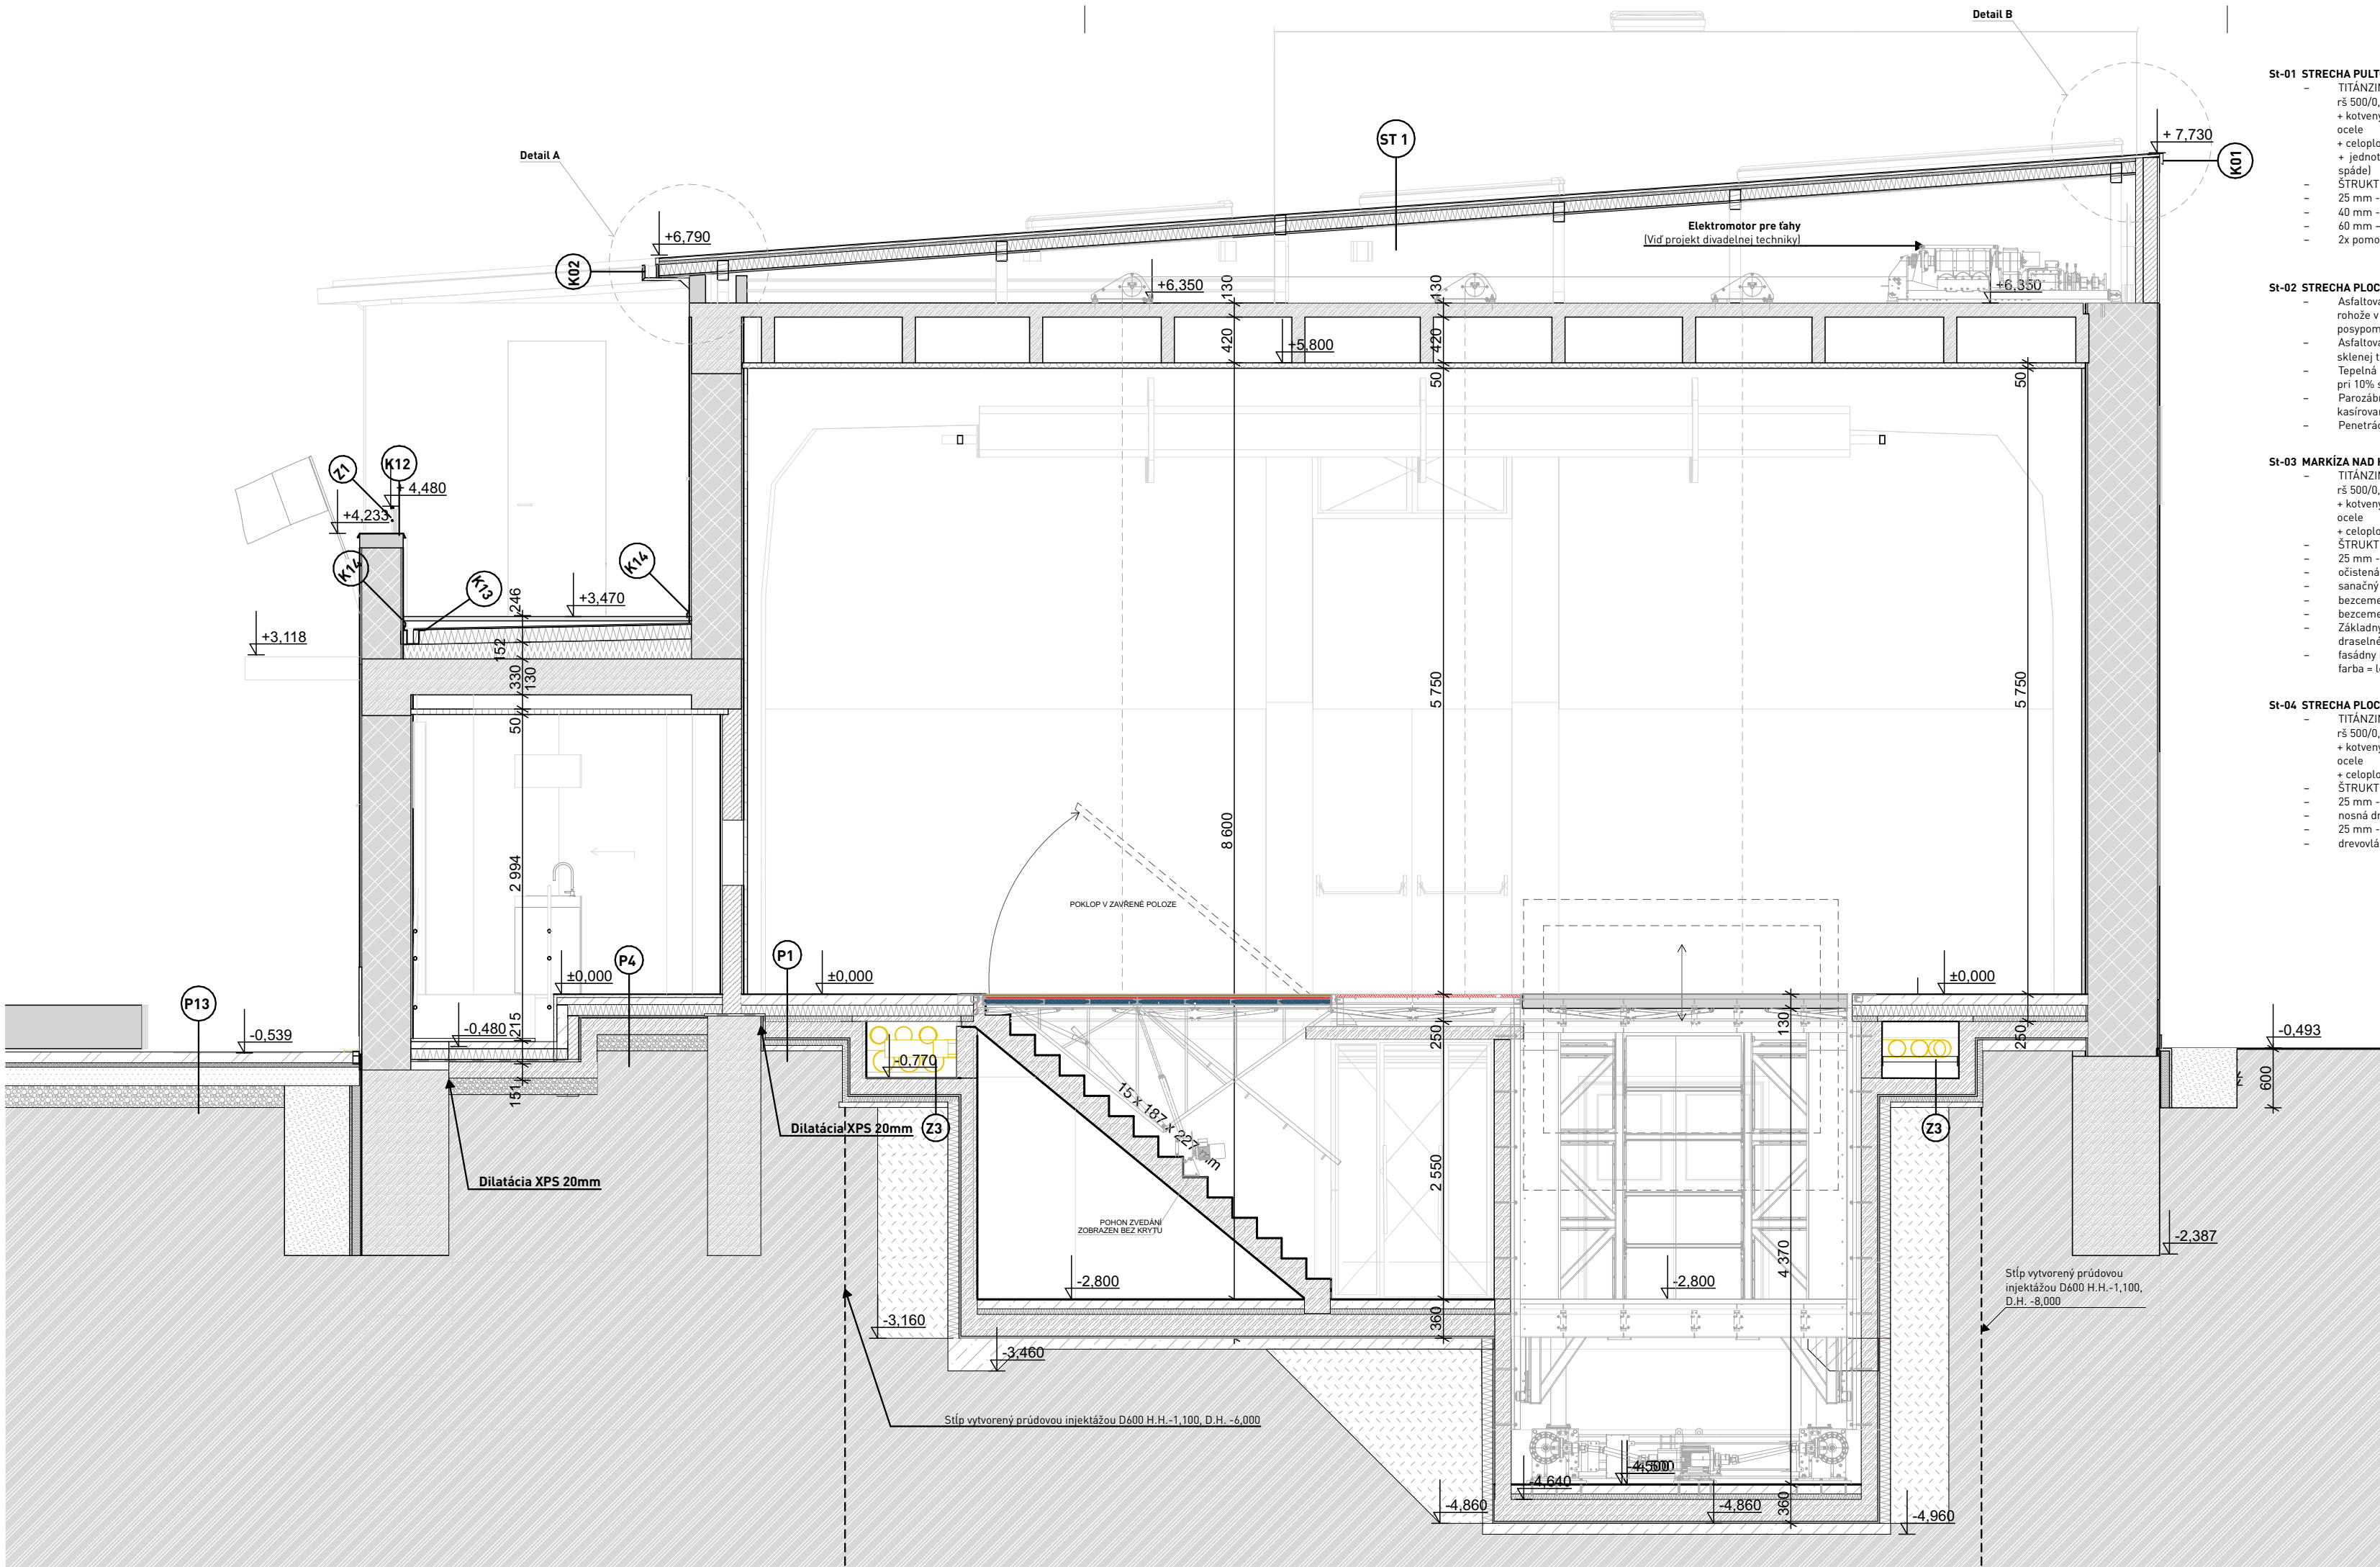 Detail B
Detail A
ST 1
+ 7,730
K01
+6,790
K02
Elektromotor pre ťahy
(Viď projekt divadelnej techniky)
+6,350
130
130
+6,350
420
420
+5,800
50
50
Z1
K12
+ 4,480
+4,233
K14
K13
K14
+3,470
246
+3,118
152
330
130
50
5 750
5 750
8 600
2 994
POKLOP V ZAVŘENÉ POLOZE
P13
P4
P1
±0,000
±0,000
±0,000
-0,539
-0,480
215
151
-0,770
250
130
250
-0,493
600
Z3
Z3
Dilatácia XPS 20mm
Dilatácia XPS 20mm
15 x 187 x 227
2 550
POHON ZVEDÁNÍ
ZOBRAZEN BEZ KRYTU
-2,800
-2,800
4 370
-2,387
-3,160
360
-3,460
Stĺp vytvorený prúdovou
injektážou D600 H.H.-1,100,
D.H. -8,000
Stĺp vytvorený prúdovou injektážou D600 H.H.-1,100, D.H. -6,000
-4,500
-4,640
-4,860
-4,860
360
-4,960
St-01 STRECHA PULT
– TITÁNZIN
rš 500/0,
+ kotvený
ocele
+ celoplo
+ jednot
spáde)
– ŠTRUKT
– 25 mm -
– 40 mm -
– 60 mm –
– 2x pomo
St-02 STRECHA PLOC
– Asfaltova
rohože v
posypom
– Asfaltova
sklenej t
– Tepelná
pri 10% s
– Parozábr
kasírovan
– Penetrác
St-03 MARKÍZA NAD
– TITÁNZIN
rš 500/0,
+ kotvený
ocele
+ celoplo
– ŠTRUKT
– 25 mm -
– očistená
– sanačný
– bezceme
– bezceme
– Základný
draselné
– fasádny
farba =
St-04 STRECHA PLOC
– TITÁNZIN
rš 500/0,
+ kotvený
ocele
+ celoplo
– ŠTRUKT
– 25 mm -
– nosná dr
– 25 mm -
– drevovlá